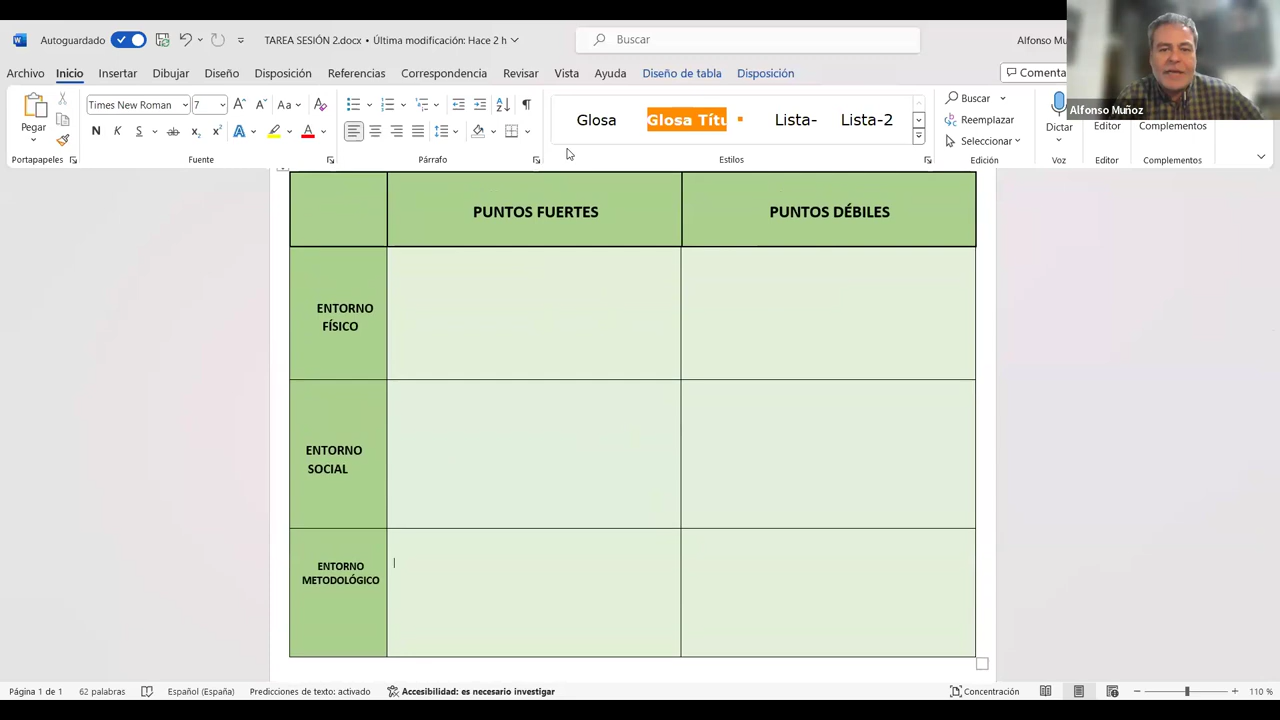 Autoguardado
TAREA SESIÓN 2.docx • Última modificación: Hace 2 h
Buscar
Alfonso Mu
Archivo Inicio Insertar Dibujar Diseño Disposición Referencias Correspondencia Revisar Vista Ayuda Diseño de tabla Disposición
Comenta
Alfonso Muñoz
Pegar
Times New Roman 7
Glosa Glosa Títu Lista- Lista-2
Buscar
Reemplazar
Seleccionar
Dictar
Editor
Complementos
Portapapeles Fuente Párrafo Estilos Edición Voz Editor Complementos
PUNTOS FUERTES PUNTOS DÉBILES
ENTORNO
FÍSICO
ENTORNO
SOCIAL
ENTORNO
METODOLÓGICO
Página 1 de 1 62 palabras Español (España) Predicciones de texto: activado Accesibilidad: es necesario investigar Concentración 110 %